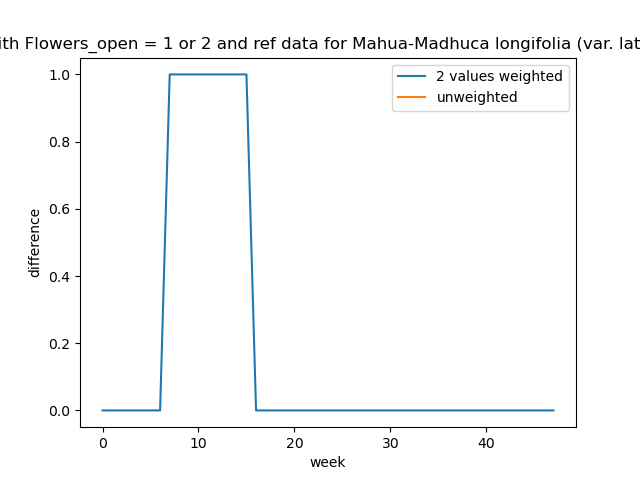 ith Flowers_open = 1 or 2 and ref data for Mahua-Madhuca longifolia (var. lat
2 values weighted
unweighted
1.0
0.8
0.6
0.4
0.2
0.0
difference
0 10 20 30 40
week